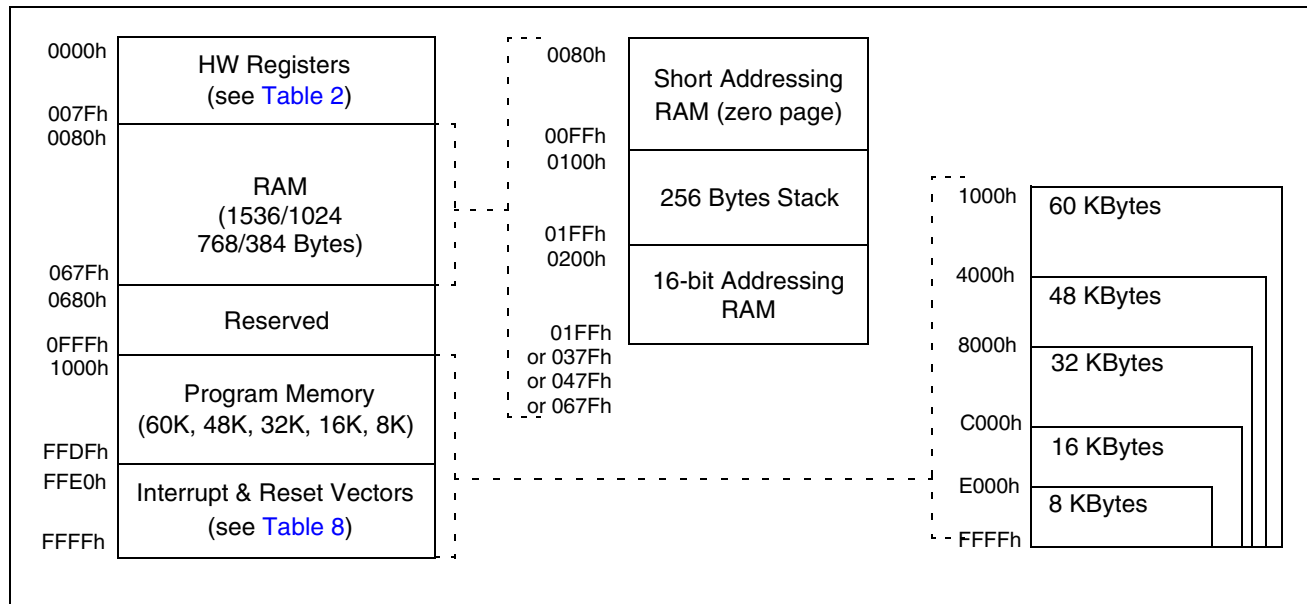 0000h
HW Registers
(see Table 2)
007Fh
0080h
RAM
(1536/1024
768/384 Bytes)
067Fh
0680h
Reserved
0FFFh
1000h
Program Memory
(60K, 48K, 32K, 16K, 8K)
FFDFh
FFE0h
Interrupt & Reset Vectors
(see Table 8)
FFFFh
0080h
Short Addressing
RAM (zero page)
00FFh
0100h
256 Bytes Stack
01FFh
0200h
16-bit Addressing
RAM
01FFh
or 037Fh
or 047Fh
or 067Fh
1000h
60 KBytes
4000h
48 KBytes
8000h
32 KBytes
C000h
16 KBytes
E000h
8 KBytes
FFFFh